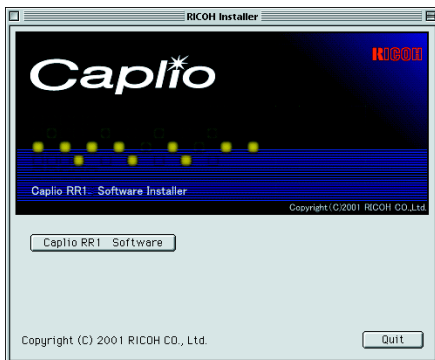 RICOH Installer
RICOH
Caplio
Caplio RR1 Software Installer
Copyright (C)2001 RICOH CO.,Ltd.
Caplio RR1 Software
Copyright (C) 2001 RICOH CO., Ltd.
Quit